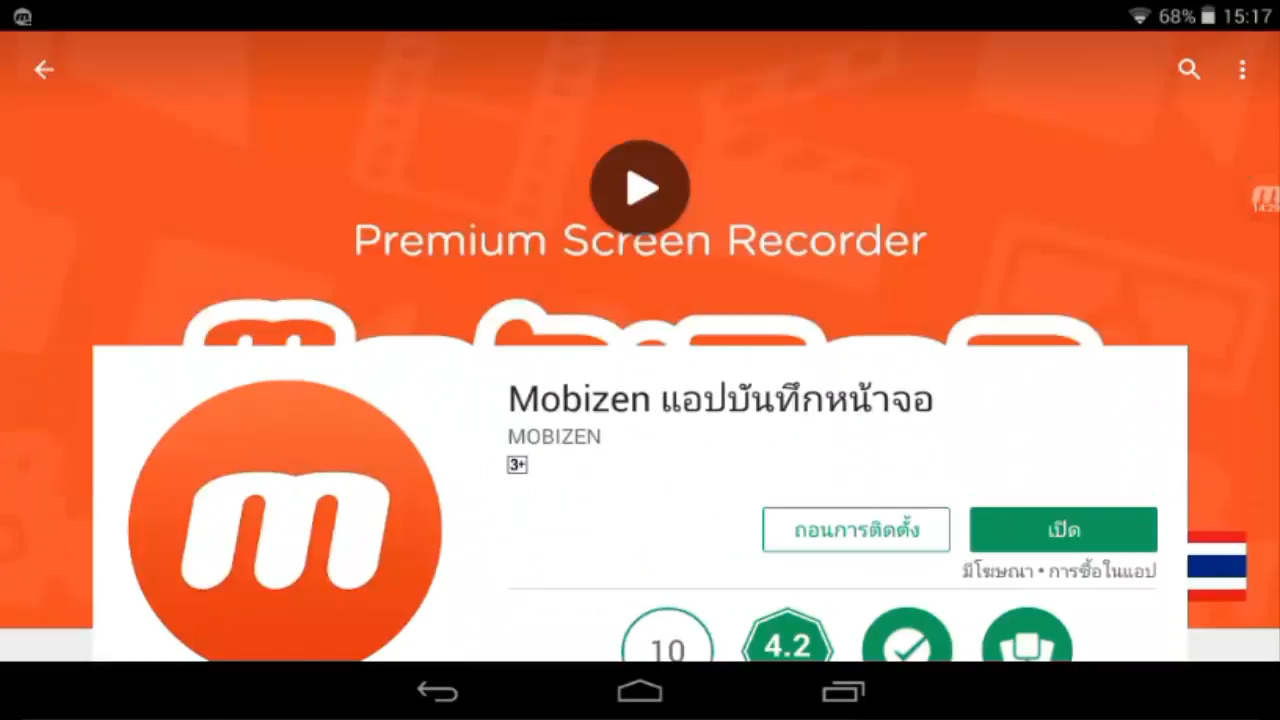 68% 15:17
Premium Screen Recorder
14:29
Mobizen แอปบันทึกหน้าจอ
MOBIZEN
3+
ถอนการติดตั้ง
เปิด
มีโฆษณา • การซื้อในแอป
10
4.2